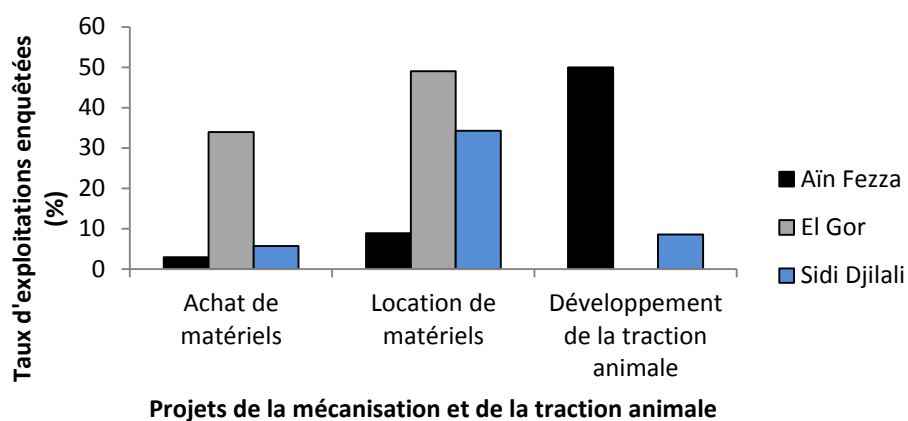 Taux d'exploitations enquêtées
(%)
60
50
40
30
20
10
0
Achat de
matériels
Location de
matériels
Développement
de la traction
animale
Projets de la mécanisation et de la traction animale
Aïn Fezza
El Gor
Sidi Djilali